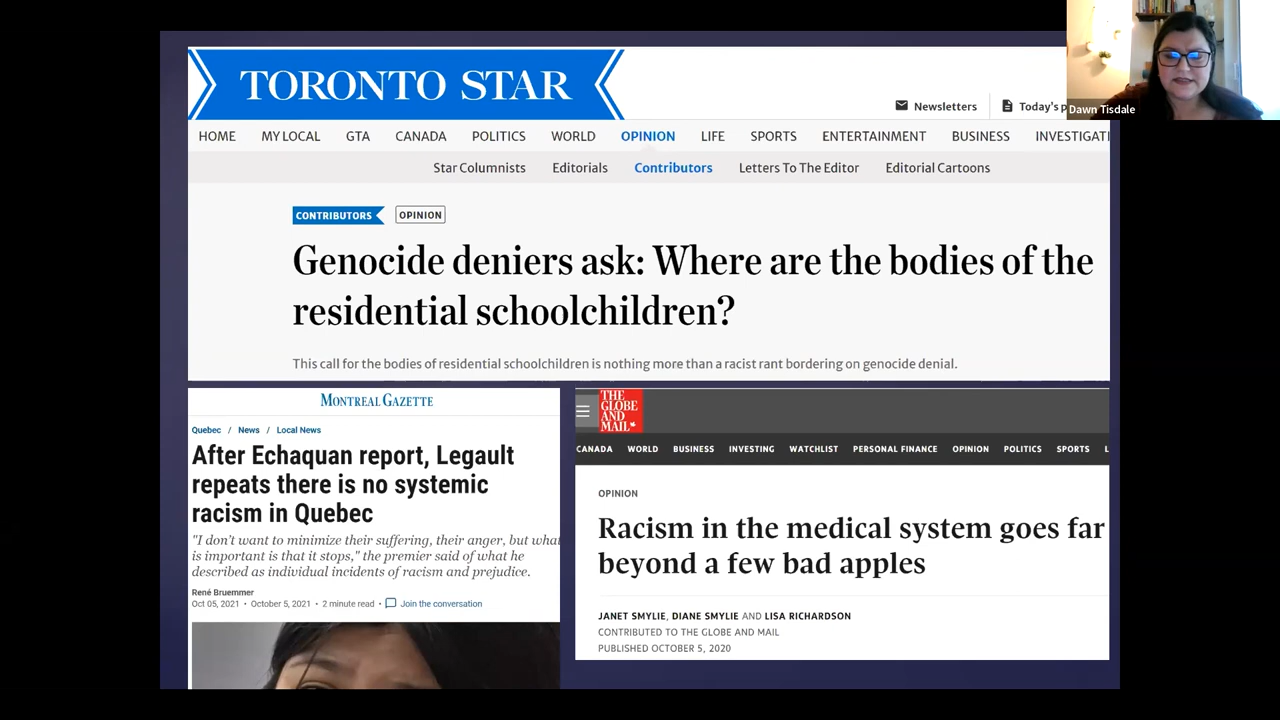 TORONTO STAR
Newsletters
Today's p
Dawn Tisdale
HOME MY LOCAL GTA CANADA POLITICS WORLD OPINION LIFE SPORTS ENTERTAINMENT BUSINESS INVESTIGATI
Star Columnists Editorials Contributors Letters To The Editor Editorial Cartoons
CONTRIBUTORS OPINION
Genocide deniers ask: Where are the bodies of the
residential schoolchildren?
This call for the bodies of residential schoolchildren is nothing more than a racist rant bordering on genocide denial.
MONTREAL GAZETTE
Quebec / News / Local News
After Echaquan report, Legault
repeats there is no systemic
racism in Quebec
"I don't want to minimize their suffering, their anger, but what
is important is that it stops," the premier said of what he
described as individual incidents of racism and prejudice.
René Bruemmer
Oct 05, 2021 • October 5, 2021 • 2 minute read • Join the conversation
THE
GLOBE
AND
MAIL
CANADA WORLD BUSINESS INVESTING WATCHLIST PERSONAL FINANCE OPINION POLITICS SPORTS L
OPINION
Racism in the medical system goes far
beyond a few bad apples
JANET SMYLIE, DIANE SMYLIE AND LISA RICHARDSON
CONTRIBUTED TO THE GLOBE AND MAIL
PUBLISHED OCTOBER 5, 2020